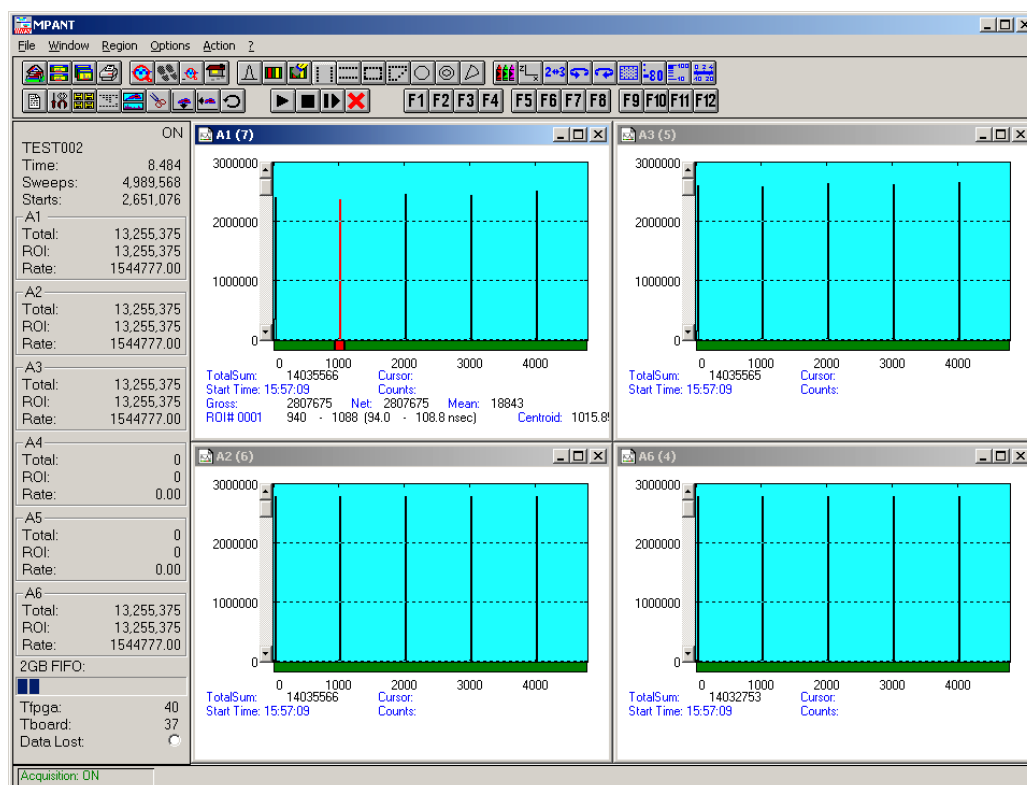 MPANT
File Window Region Options Action ?
F1 F2 F3 F4 F5 F6 F7 F8 F9 F10 F11 F12
ON
TEST002
Time: 8.484
Sweeps: 4,989,568
Starts: 2,651,076
A1
Total: 13,255,375
ROI: 13,255,375
Rate: 1544777.00
A2
Total: 13,255,375
ROI: 13,255,375
Rate: 1544777.00
A3
Total: 13,255,375
ROI: 13,255,375
Rate: 1544777.00
A4
Total: 0
ROI: 0
Rate: 0.00
A5
Total: 0
ROI: 0
Rate: 0.00
A6
Total: 13,255,375
ROI: 13,255,375
Rate: 1544777.00
2GB FIFO:
Tfpga: 40
Tboard: 37
Data Lost:
Acquisition: ON
A1 (7)
3000000
2000000
1000000
0
0 1000 2000 3000 4000
TotalSum: 14035566 Cursor:
Start Time: 15:57:09 Counts:
Gross: 2807675 Net: 2807675 Mean: 18843
ROI# 0001 940 - 1088 (94.0 - 108.8 nsec) Centroid: 1015.8
A3 (5)
3000000
2000000
1000000
0
0 1000 2000 3000 4000
TotalSum: 14035565 Cursor:
Start Time: 15:57:09 Counts:
A2 (6)
3000000
2000000
1000000
0
0 1000 2000 3000 4000
TotalSum: 14035566 Cursor:
Start Time: 15:57:09 Counts:
A6 (4)
3000000
2000000
1000000
0
0 1000 2000 3000 4000
TotalSum: 14032753 Cursor:
Start Time: 15:57:09 Counts: